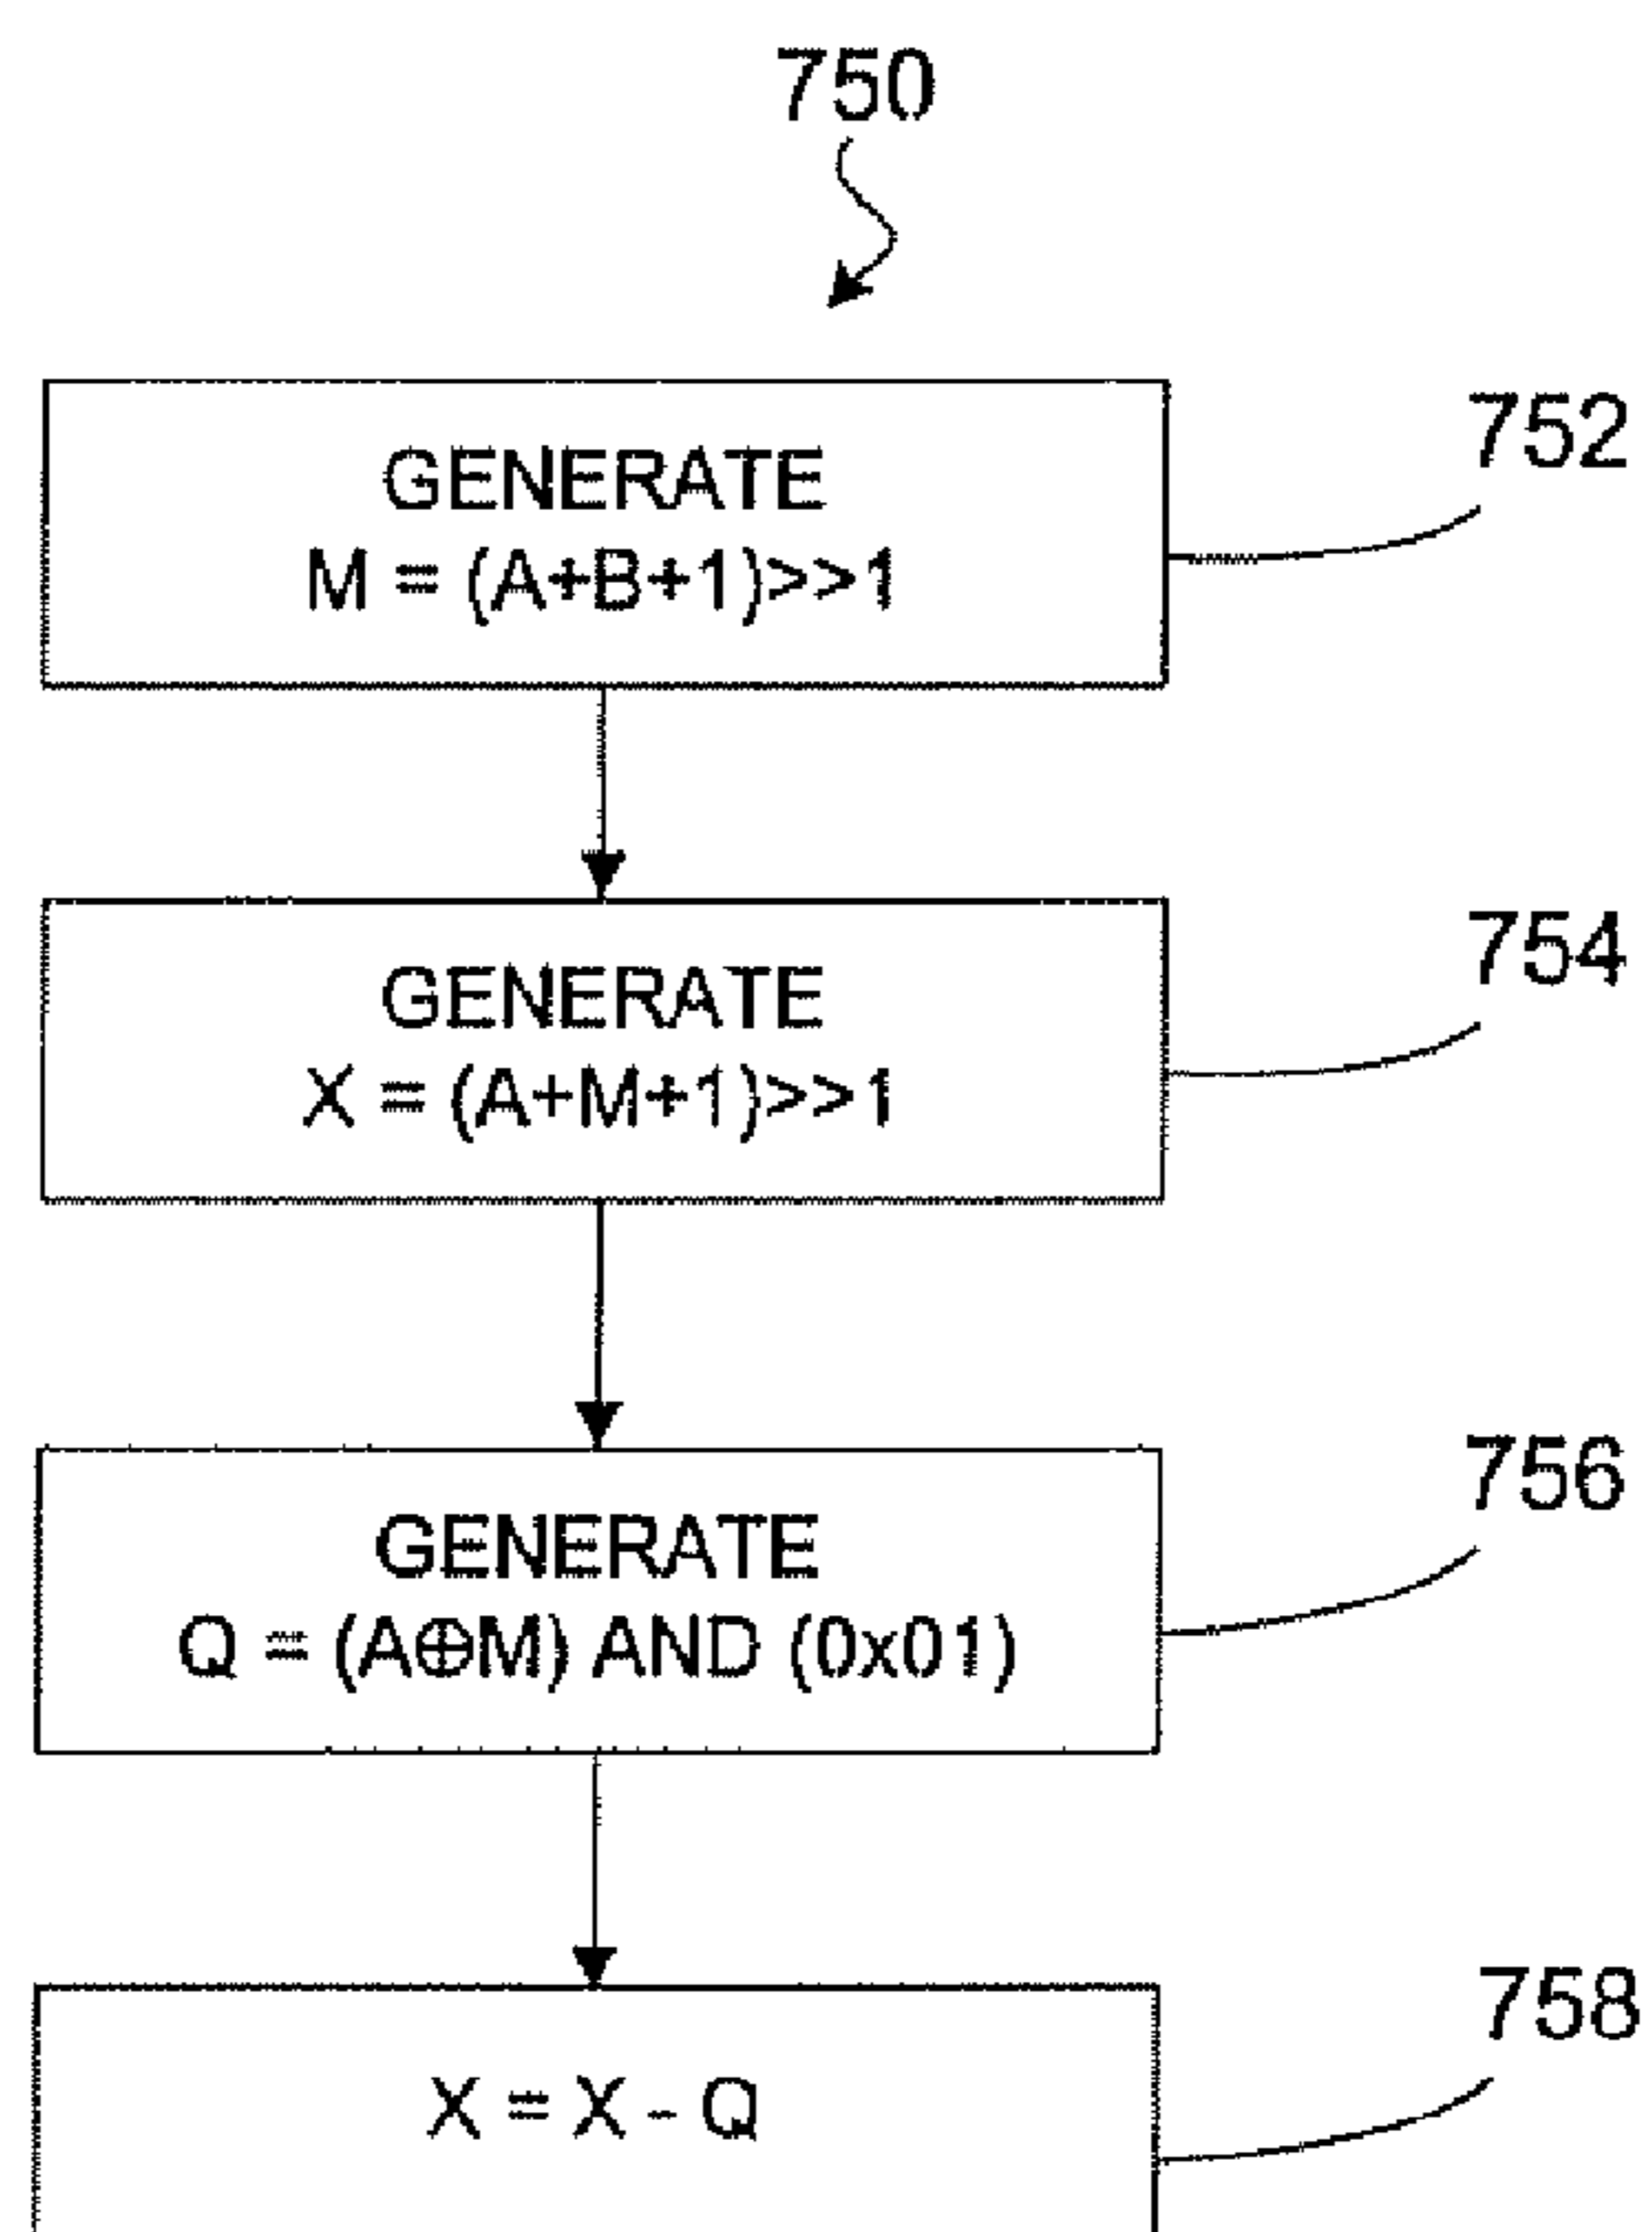 750
752
GENERATE
M = (A+B+1)>>1
754
GENERATE
X = (A+M+1)>>1
756
GENERATE
Q = (A⊕M) AND (0x01)
758
X = X - Q